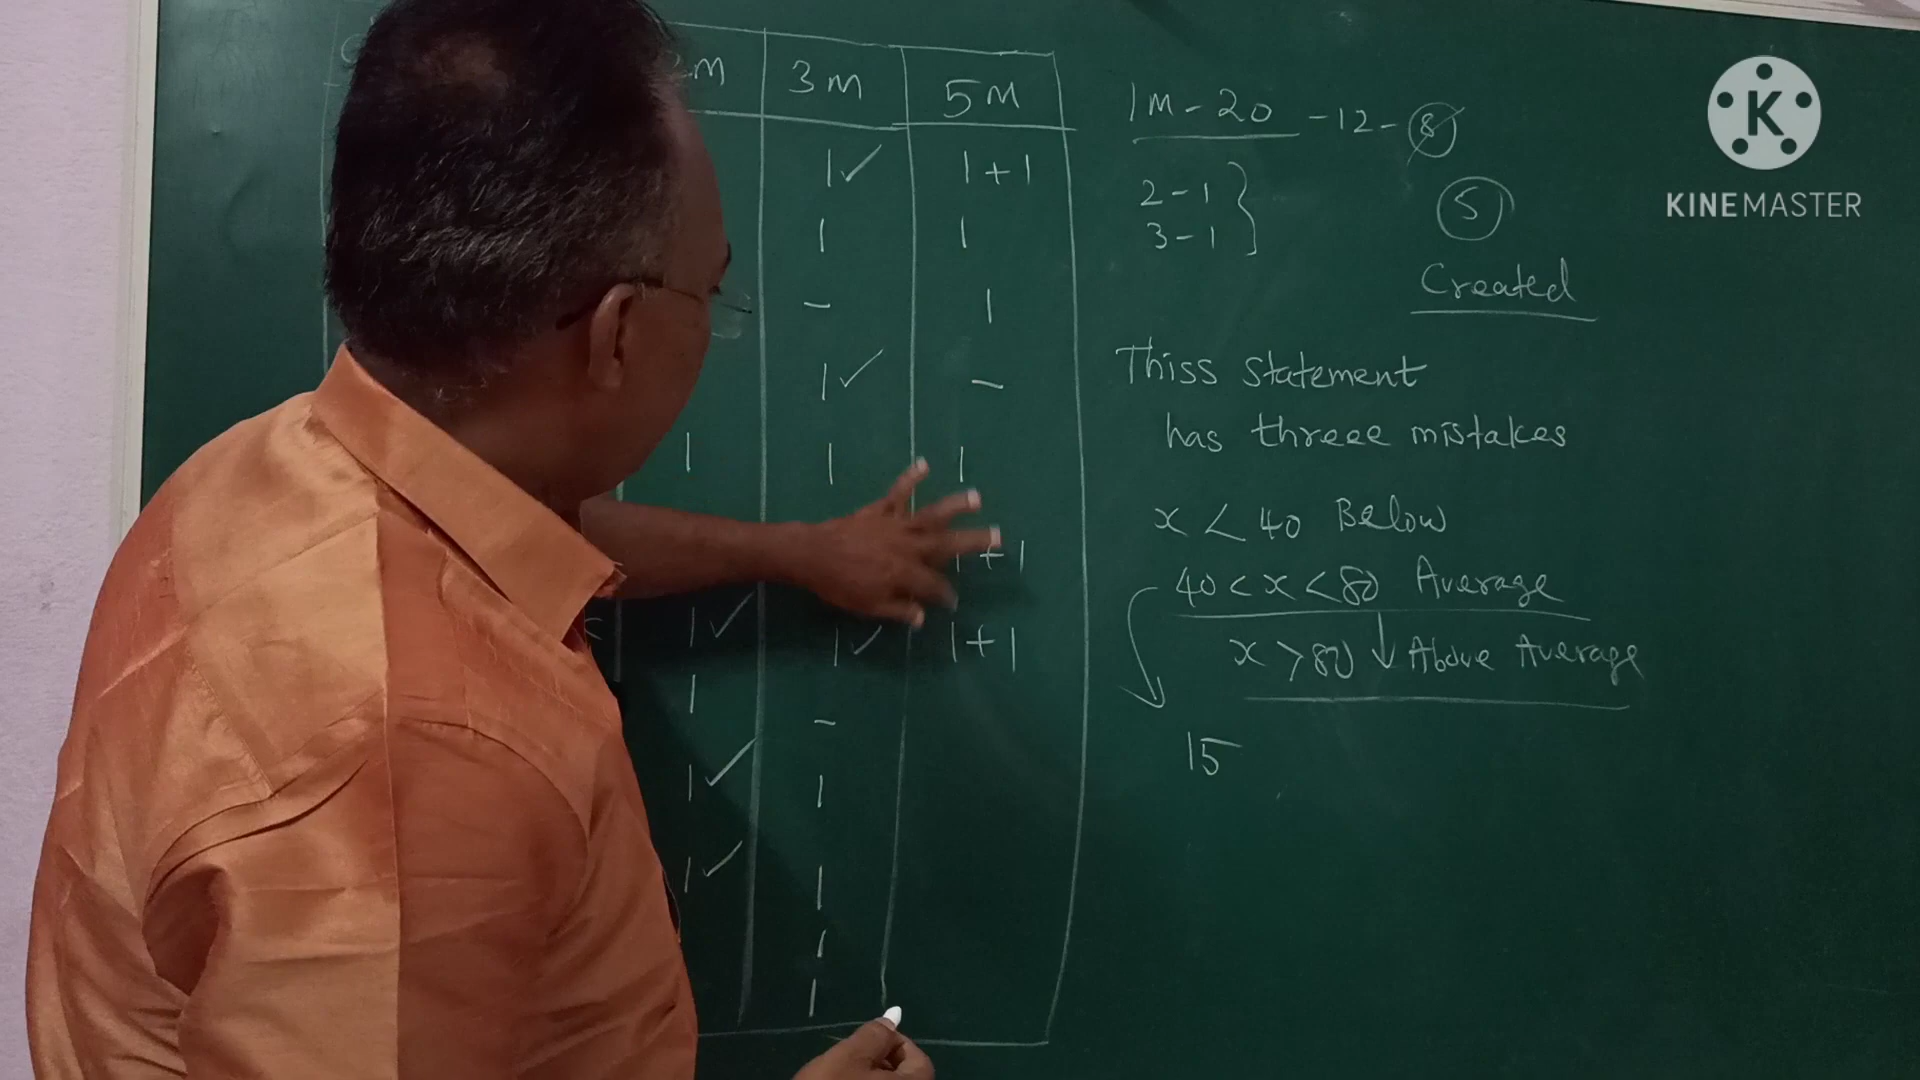 2M 3M 5M
1✓ 1+1
1 1
- 1
1✓ -
1 1 1
1+1
1✓ 1✓ 1+1
1 -
1✓ 1
1✓ 1
1
1
1M - 20 - 12 - 8
2 - 1
3 - 1
5
Created
Thiss statement
has threee mistakes
x < 40 Below
40 < x < 80 Average
x > 80 ↓ Above Average
15
K
KINEMASTER